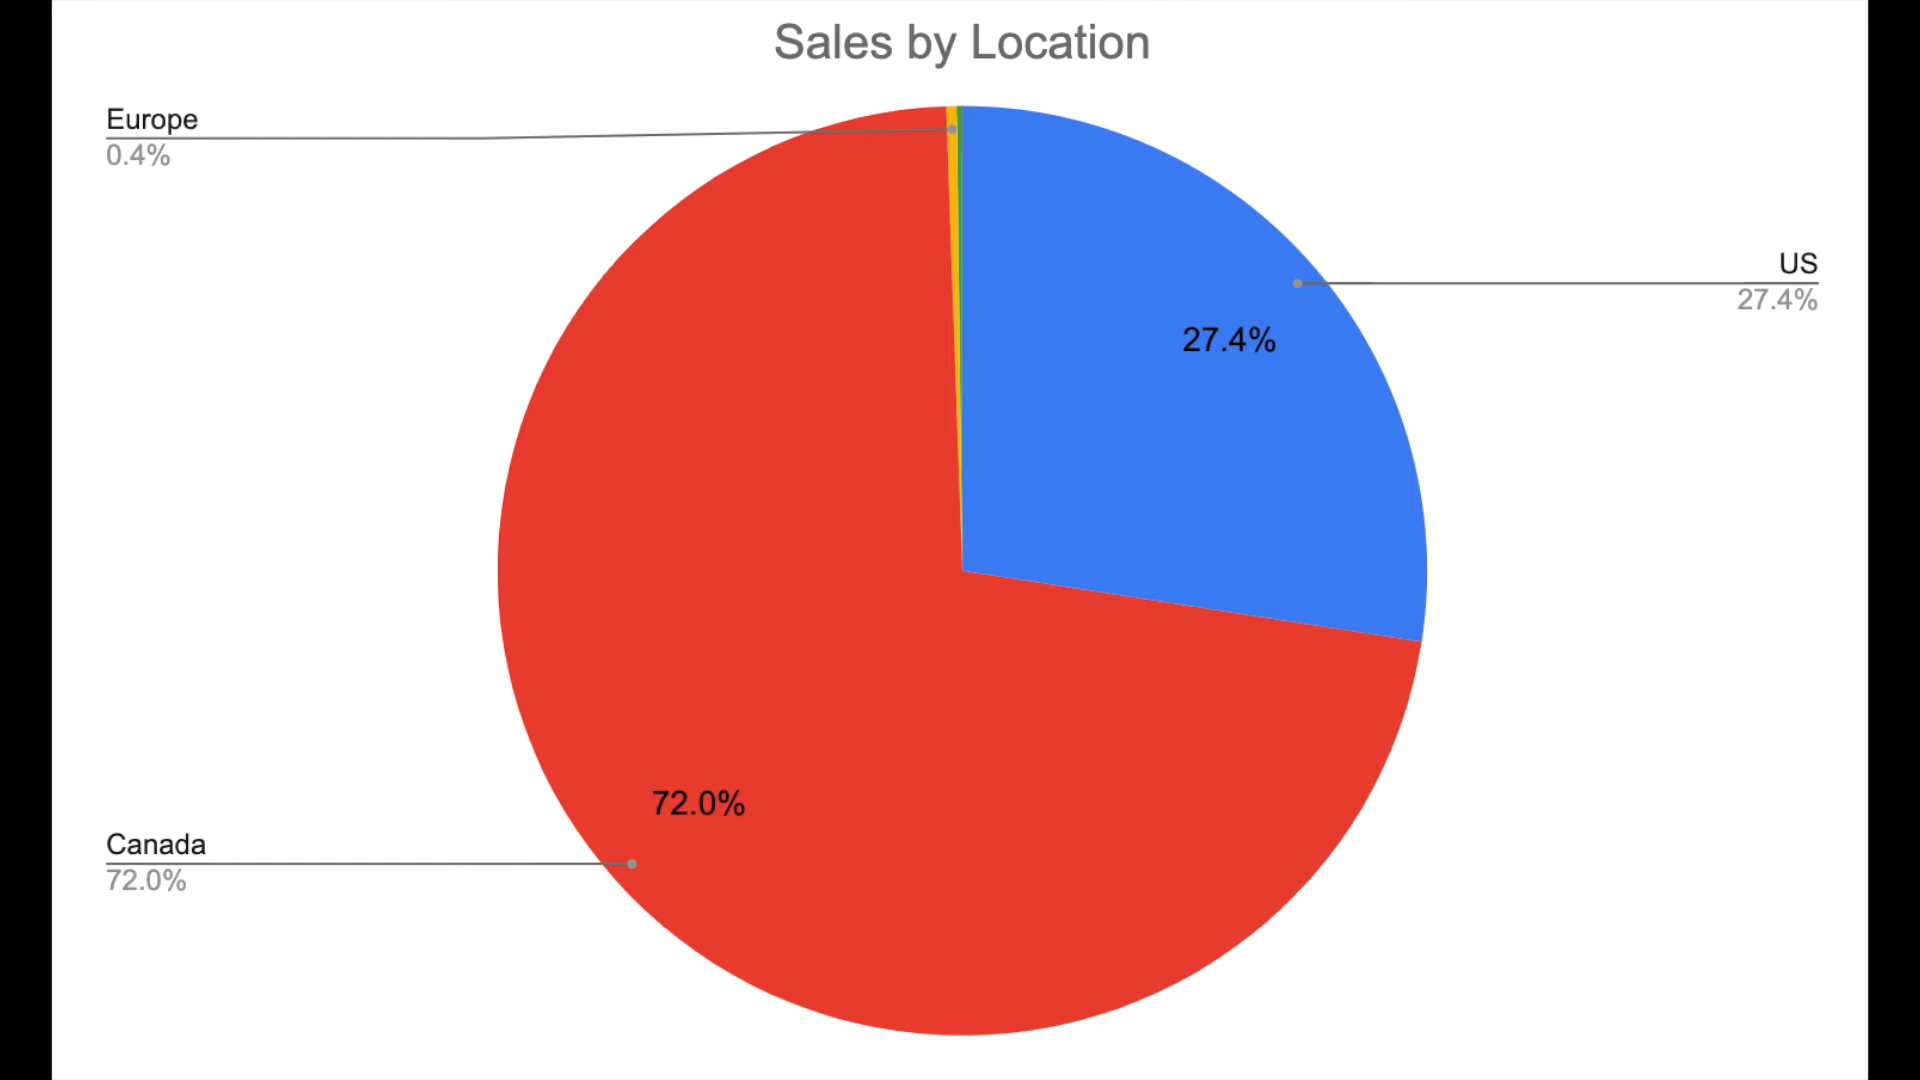 Sales by Location
Europe
0.4%
US
27.4%
27.4%
72.0%
Canada
72.0%